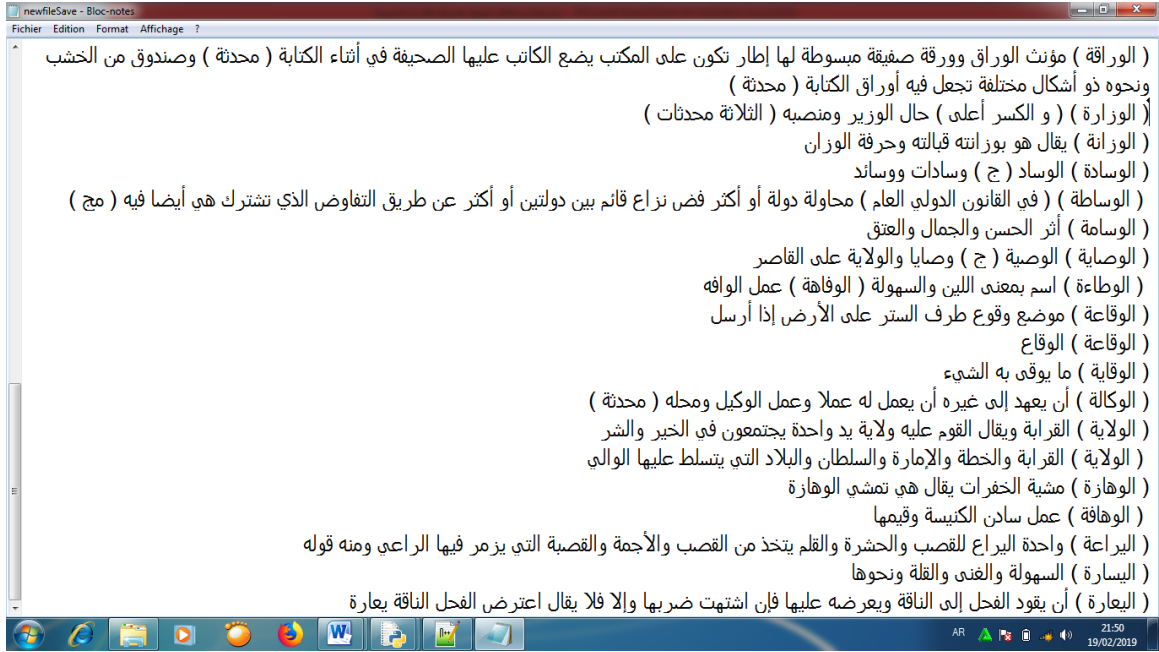 newfileSave - Bloc-notes
Fichier Edition Format Affichage ?
( الوراقة ) مؤنث الوراق وورقة صفيقة مبسوطة لها إطار تكون على المكتب يضع الكاتب عليها الصحيفة في أثناء الكتابة ( محدثة ) وصندوق من الخشب
ونحوه ذو أشكال مختلفة تجعل فيه أوراق الكتابة ( محدثة )
( الوزارة ) ( و الكسر أعلى ) حال الوزير ومنصبه ( الثلاثة محدثات )
( الوزانة ) يقال هو بوزانته قبالته وحرفة الوزان
( الوسادة ) الوساد ( ج ) وسادات ووسائد
( الوساطة ) ( في القانون الدولي العام ) محاولة دولة أو أكثر فض نزاع قائم بين دولتين أو أكثر عن طريق التفاوض الذي تشترك هي أيضا فيه ( مج )
( الوسامة ) أثر الحسن والجمال والعتق
( الوصاية ) الوصية ( ج ) وصايا والولاية على القاصر
( الوطاءة ) اسم بمعنى اللين والسهولة ( الوفاهة ) عمل الوافه
( الوقاعة ) موضع وقوع طرف الستر على الأرض إذا أرسل
( الوقاعة ) الوقاع
( الوقاية ) ما يوقى به الشيء
( الوكالة ) أن يعهد إلى غيره أن يعمل له عملا وعمل الوكيل ومحله ( محدثة )
( الولاية ) القرابة ويقال القوم عليه ولاية يد واحدة يجتمعون في الخير والشر
( الولاية ) القرابة والخطة والإمارة والسلطان والبلاد التي يتسلط عليها الوالي
( الوهازة ) مشية الخفرات يقال هي تمشي الوهازة
( الوهافة ) عمل سادن الكنيسة وقيمها
( اليراعة ) واحدة اليراع للقصب والحشرة والقلم يتخذ من القصب والأجمة والقصبة التي يزمر فيها الراعي ومنه قوله
( اليسارة ) السهولة والغنى والقلة ونحوها
( اليعارة ) أن يقود الفحل إلى الناقة ويعرضه عليها فإن اشتهت ضربها وإلا فلا يقال اعترض الفحل الناقة يعارة
AR
21:50
19/02/2019